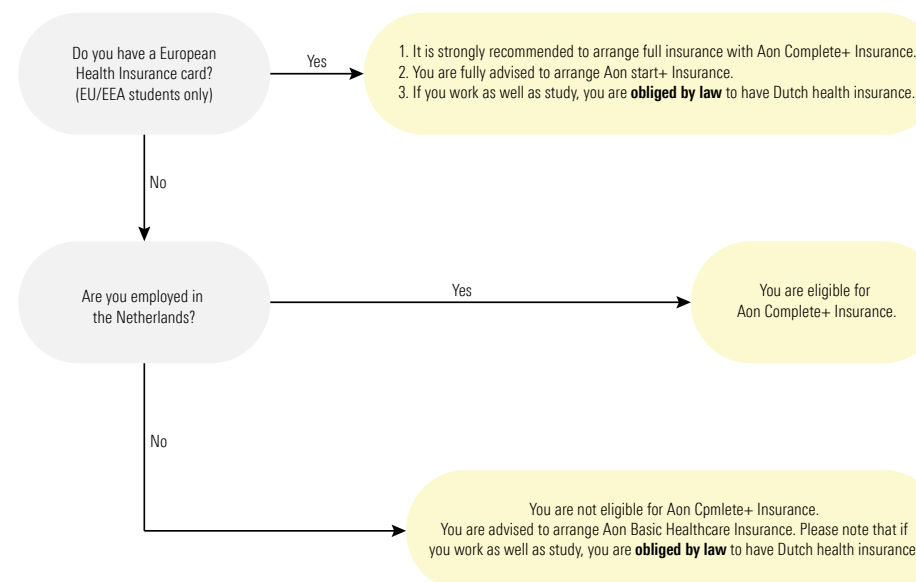 Do you have a European
Health Insurance card?
(EU/EEA students only)
Yes
1. It is strongly recommended to arrange full insurance with Aon Complete+ Insurance.
2. You are fully advised to arrange Aon start+ Insurance.
3. If you work as well as study, you are obliged by law to have Dutch health insurance.
No
Are you employed in
the Netherlands?
Yes
You are eligible for
Aon Complete+ Insurance.
No
You are not eligible for Aon Cpmlete+ Insurance.
You are advised to arrange Aon Basic Healthcare Insurance. Please note that if
you work as well as study, you are obliged by law to have Dutch health insurance